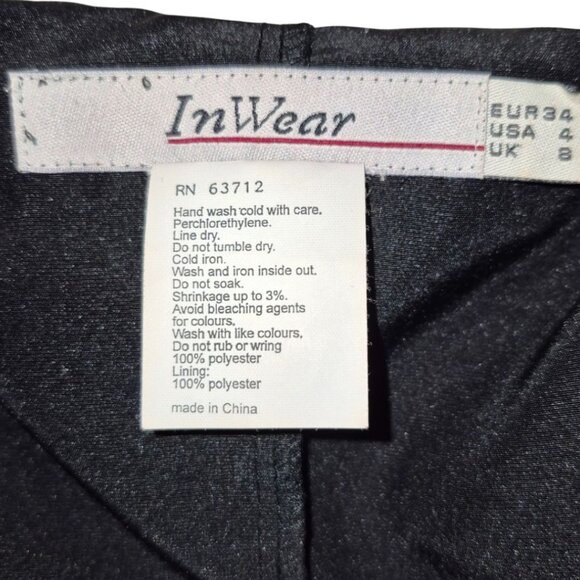 InWear
EUR34
USA 4
UK 8
RN 63712
Hand wash cold with care.
Perchlorethylene.
Line dry.
Do not tumble dry.
Cold iron.
Wash and iron inside out.
Do not soak.
Shrinkage up to 3%.
Avoid bleaching agents
for colours.
Wash with like colours.
Do not rub or wring
100% polyester
Lining:
100% polyester
made in China